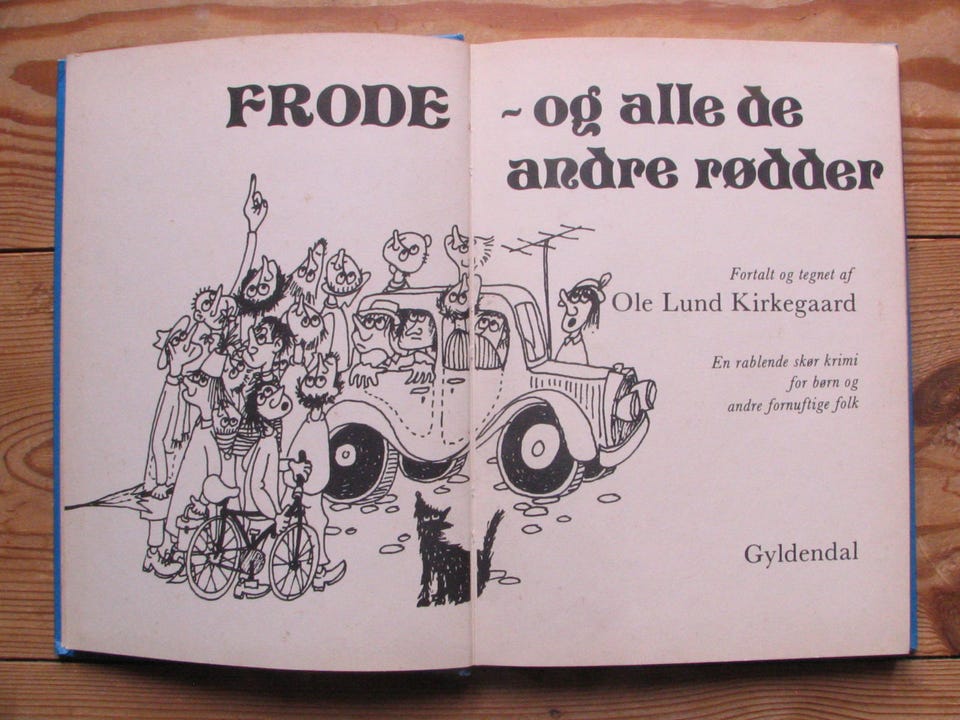 FRODE ~ og alle de
andre rødder
Fortalt og tegnet af
Ole Lund Kirkegaard
En rablende skør krimi
for børn og
andre fornuftige folk
Gyldendal